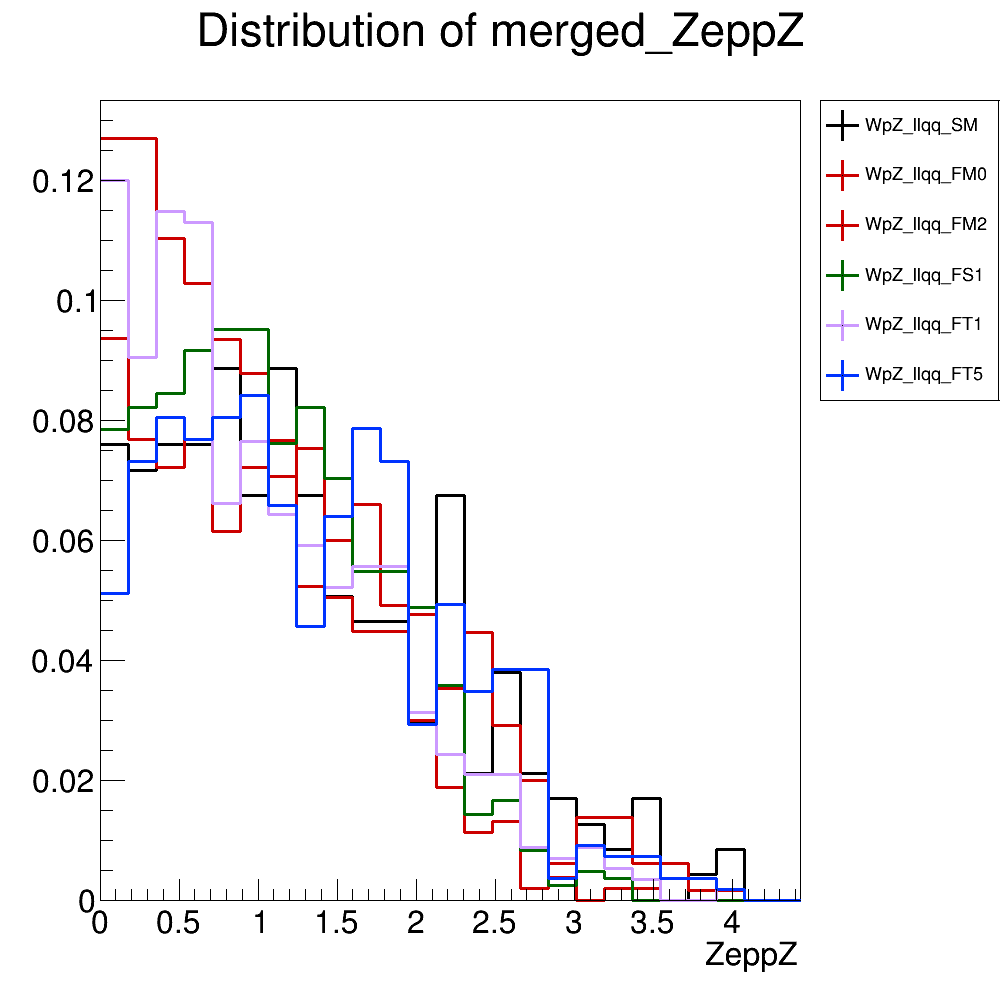 Distribution of merged_ZeppZ
WpZ_llqq_SM
WpZ_llqq_FM0
WpZ_llqq_FM2
WpZ_llqq_FS1
WpZ_llqq_FT1
WpZ_llqq_FT5
0.12
0.1
0.08
0.06
0.04
0.02
0
0 0.5 1 1.5 2 2.5 3 3.5 4
ZeppZ